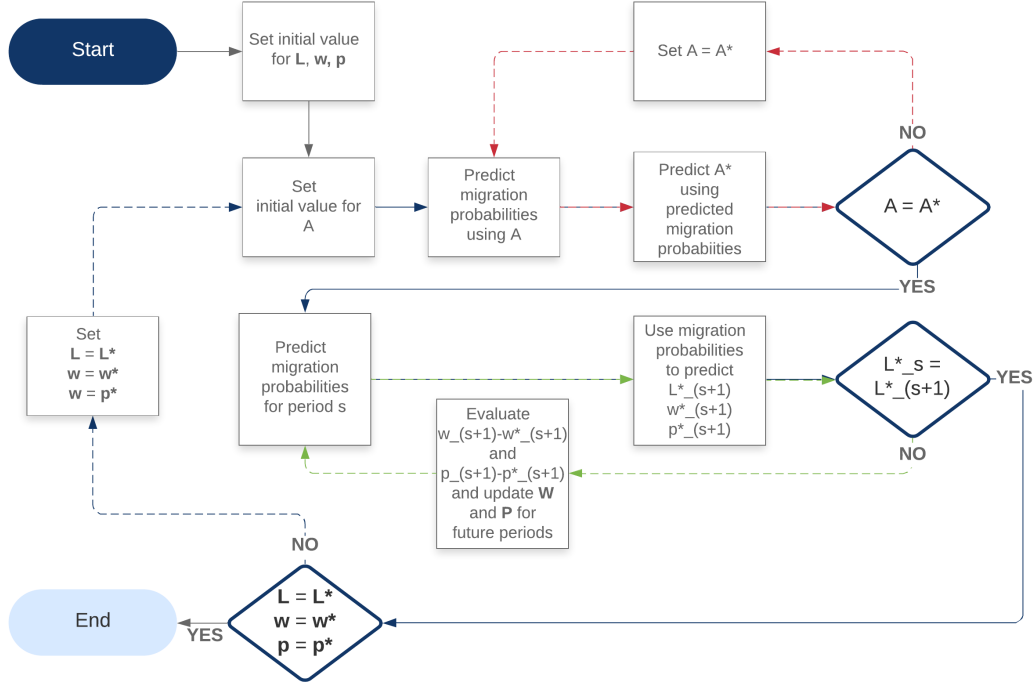 Start
Set initial value
for L, w, p
Set A = A*
NO
Set
initial value for
A
Predict
migration
probabilities
using A
Predict A*
using
predicted
migration
probabiities
A = A*
YES
Set
L = L*
w = w*
w = p*
Predict
migration
probabilities
for period s
Use migration
probabilities
to predict
L*_(s+1)
w*_(s+1)
p*_(s+1)
L*_s =
L*_(s+1)
YES
Evaluate
w_(s+1)-w*_(s+1)
and
p_(s+1)-p*_(s+1)
and update W
and P for
future periods
NO
NO
End
YES
L = L*
w = w*
p = p*